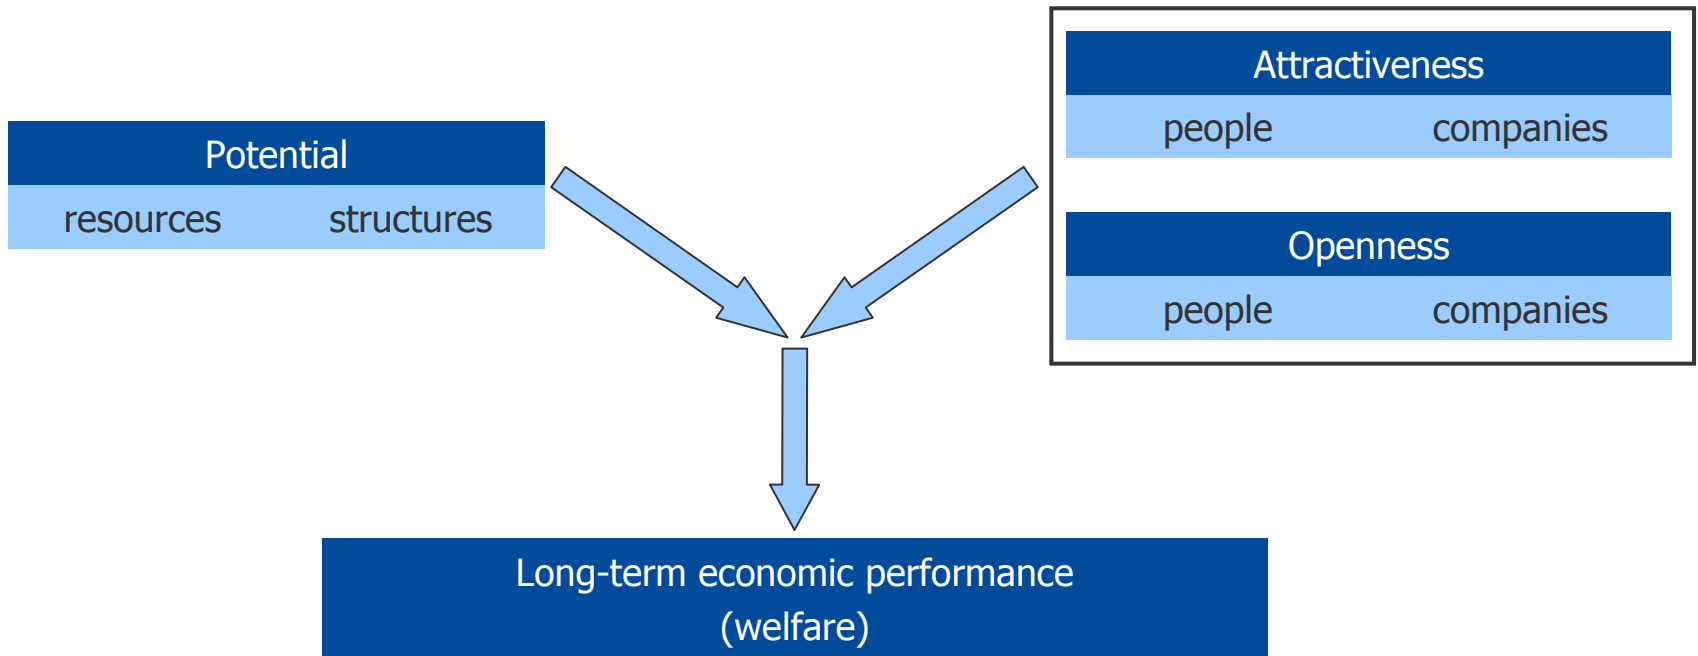 Potential
resources structures
Attractiveness
people companies
Openness
people companies
Long-term economic performance
(welfare)